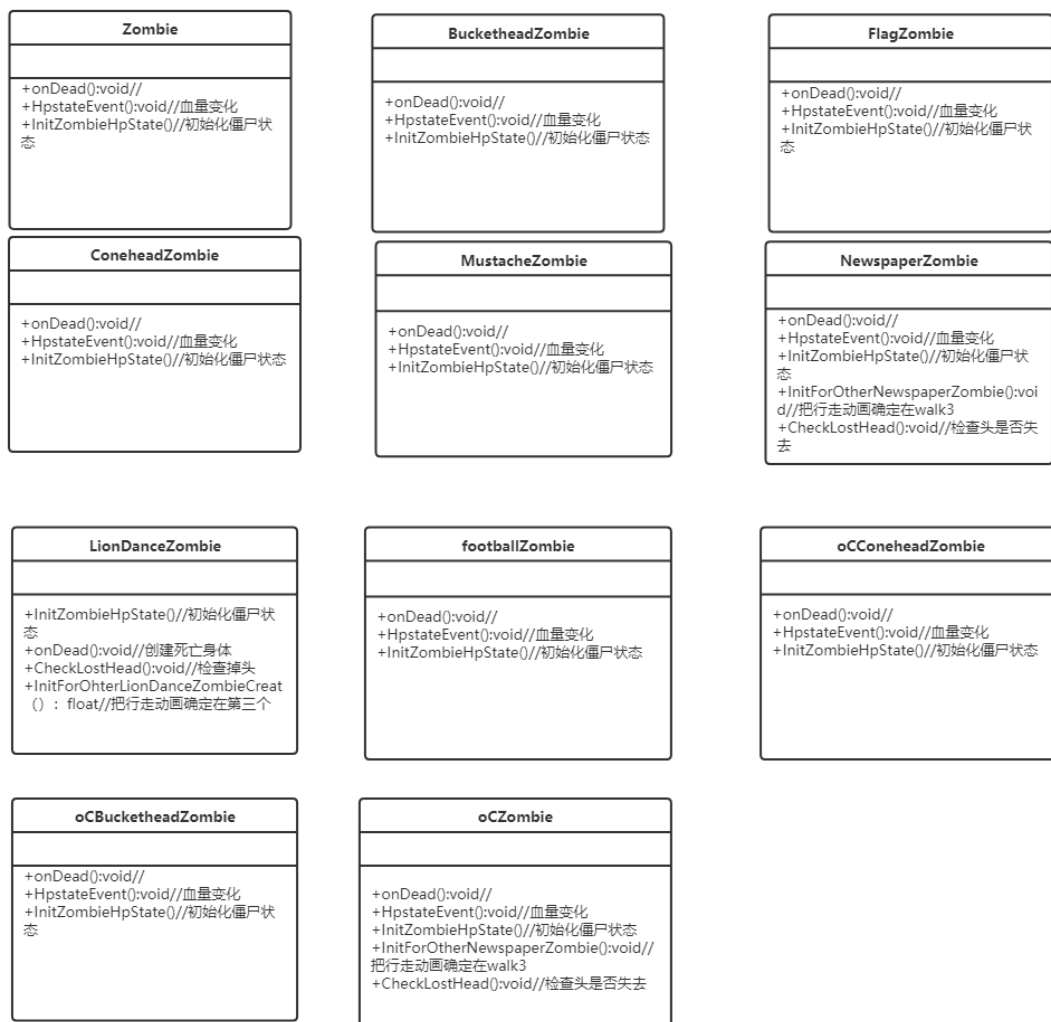 Zombie
+onDead():void//
+HpstateEvent():void//血量变化
+InitZombieHpState()//初始化僵尸状
态
BucketheadZombie
+onDead():void//
+HpstateEvent():void//血量变化
+InitZombieHpState()//初始化僵尸状态
FlagZombie
+onDead():void//
+HpstateEvent():void//血量变化
+InitZombieHpState()//初始化僵尸状
态
ConeheadZombie
+onDead():void//
+HpstateEvent():void//血量变化
+InitZombieHpState()//初始化僵尸状态
MustacheZombie
+onDead():void//
+HpstateEvent():void//血量变化
+InitZombieHpState()//初始化僵尸状态
NewspaperZombie
+onDead():void//
+HpstateEvent():void//血量变化
+InitZombieHpState()//初始化僵尸状
态
+InitForOtherNewspaperZombie():voi
d//把行走动画确定在walk3
+CheckLostHead():void//检查头是否失
去
LionDanceZombie
+InitZombieHpState()//初始化僵尸状
态
+onDead():void//创建死亡身体
+CheckLostHead():void//检查掉头
+InitForOhterLionDanceZombieCreat
（）：float//把行走动画确定在第三个
footballZombie
+onDead():void//
+HpstateEvent():void//血量变化
+InitZombieHpState()//初始化僵尸状态
oCConeheadZombie
+onDead():void//
+HpstateEvent():void//血量变化
+InitZombieHpState()//初始化僵尸状态
oCBucketheadZombie
+onDead():void//
+HpstateEvent():void//血量变化
+InitZombieHpState()//初始化僵尸状
态
oCZombie
+onDead():void//
+HpstateEvent():void//血量变化
+InitZombieHpState()//初始化僵尸状态
+InitForOtherNewspaperZombie():void//
把行走动画确定在walk3
+CheckLostHead():void//检查头是否失去